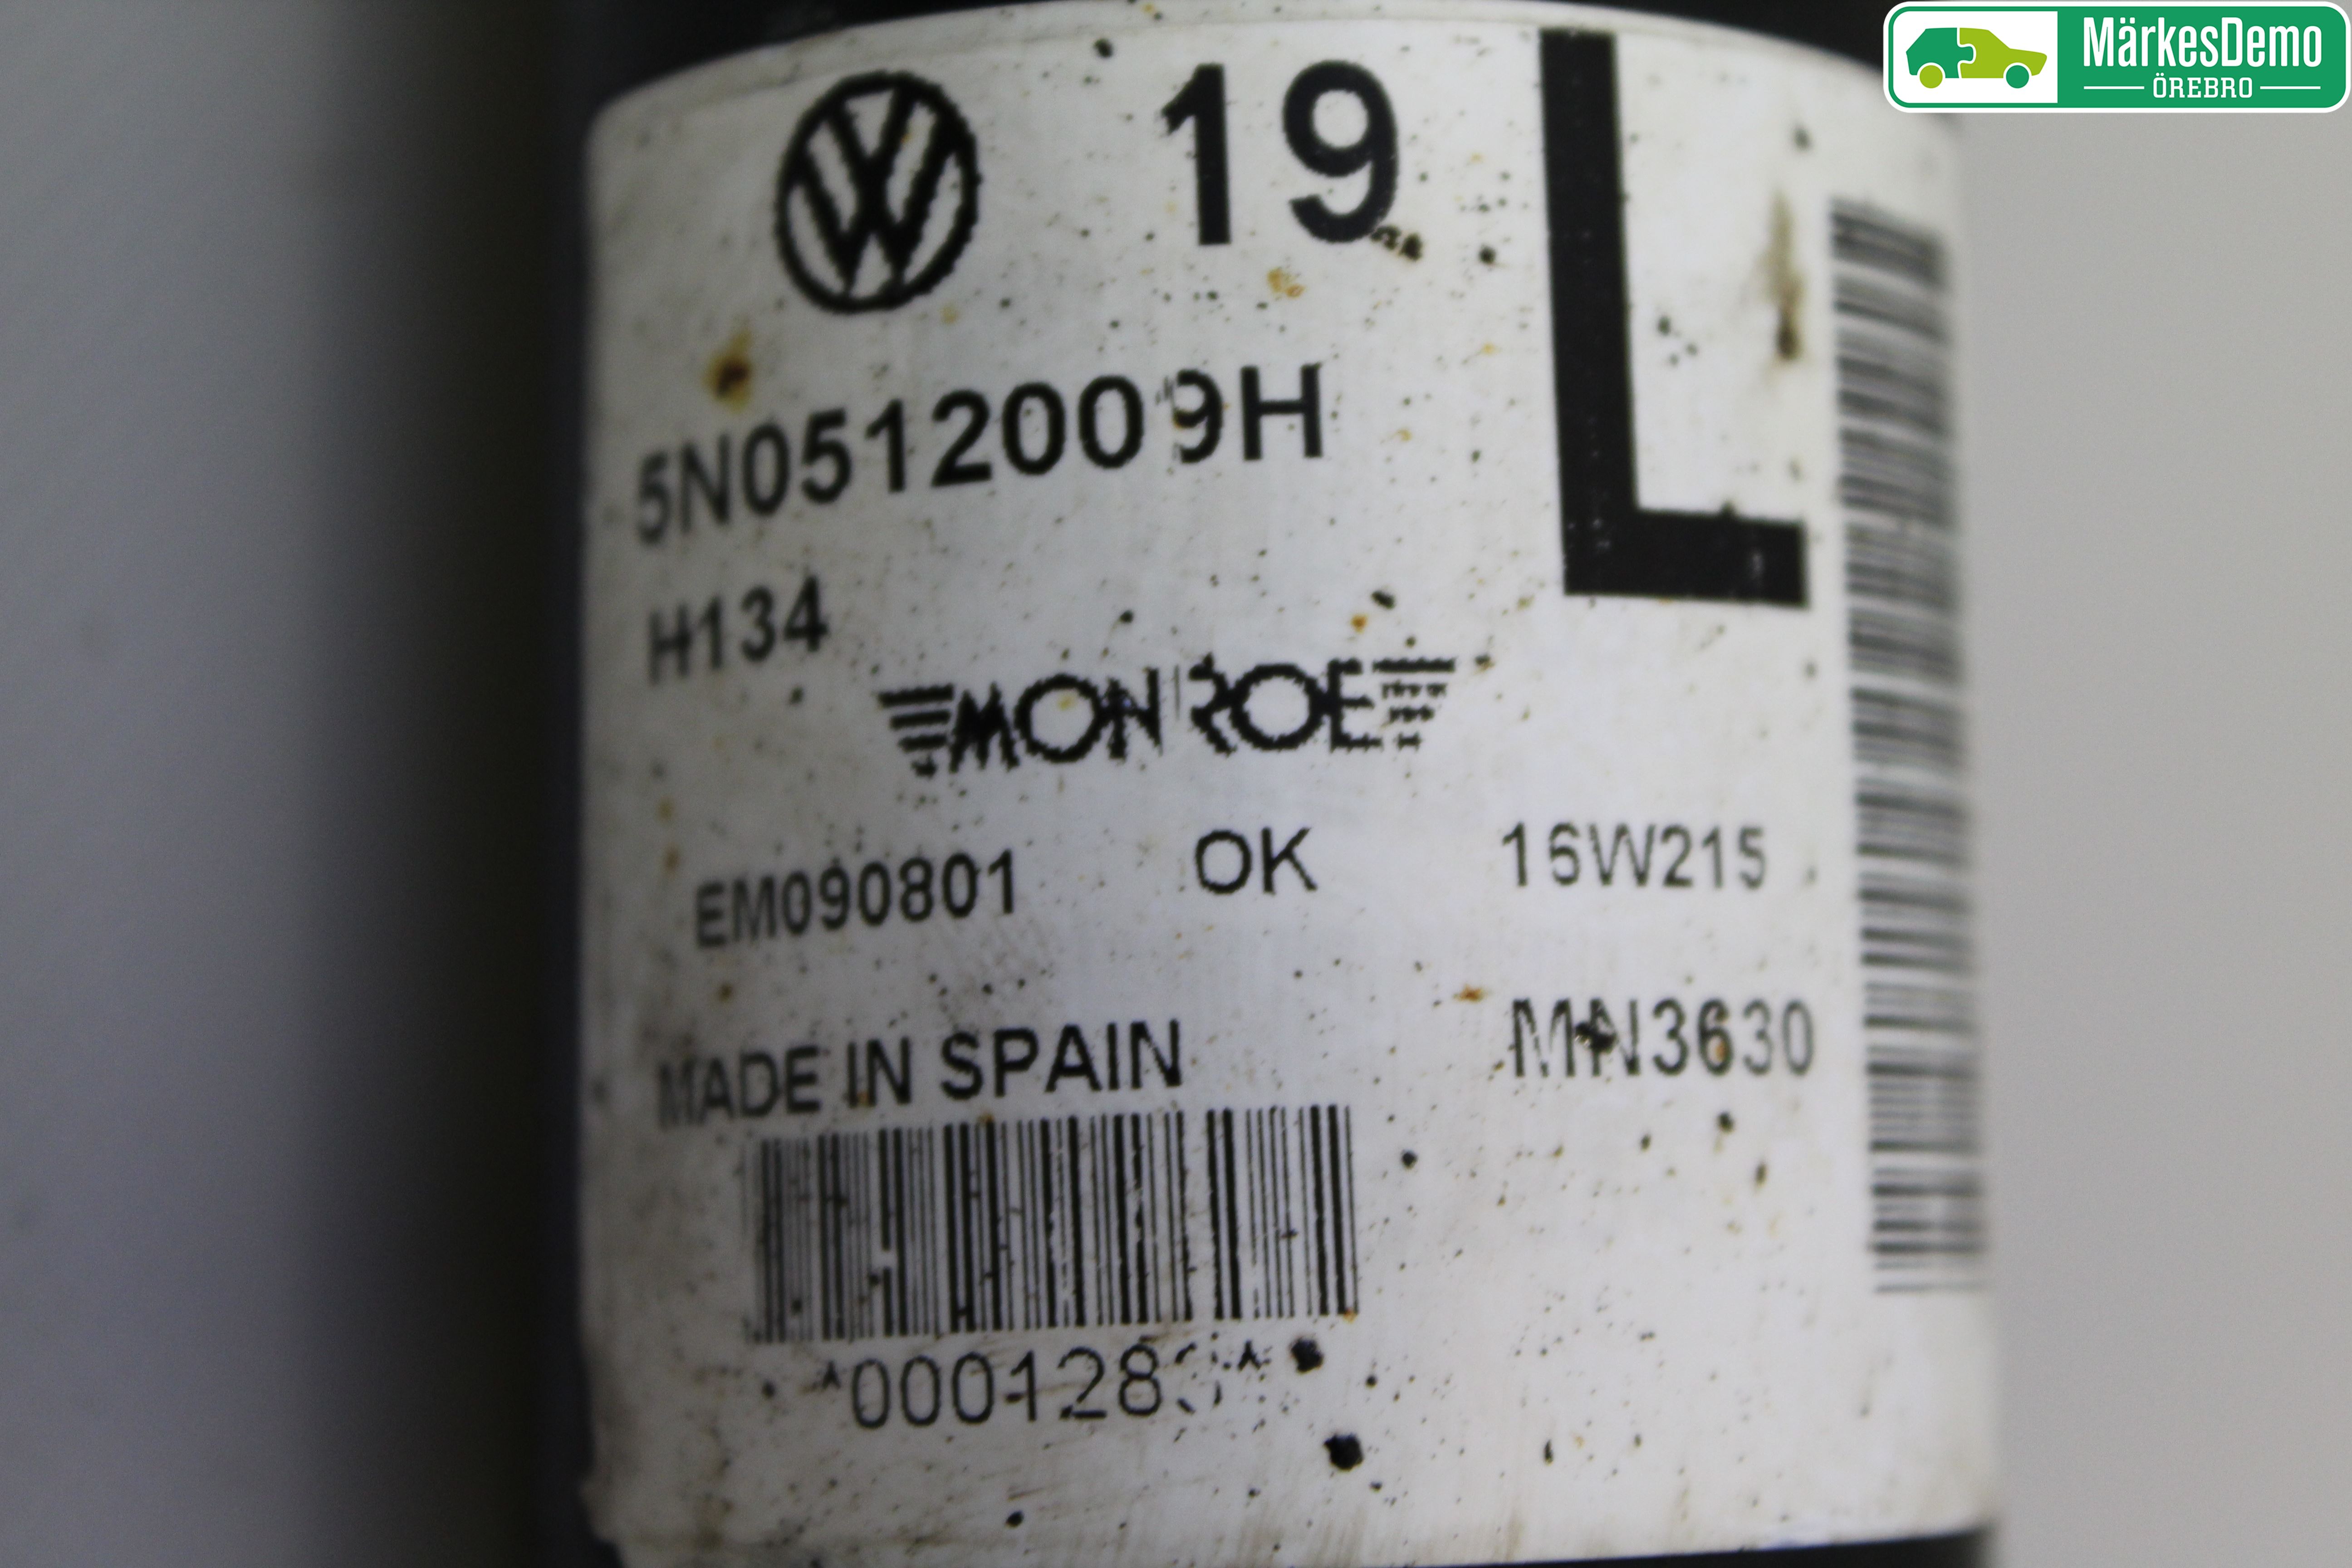 MärkesDemo
ÖREBRO
19 L
5N0512009H
H134
MONROE
EM090801 OK 16W215
MADE IN SPAIN MN3630